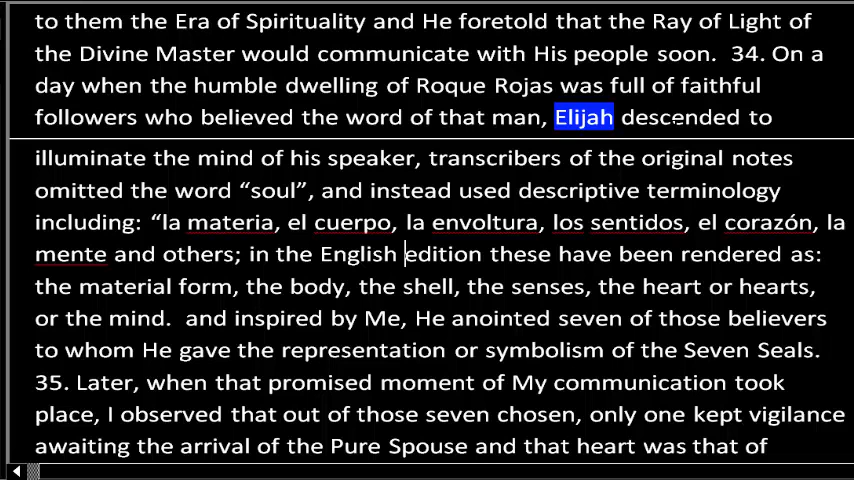 to them the Era of Spirituality and He foretold that the Ray of Light of
the Divine Master would communicate with His people soon.  34. On a
day when the humble dwelling of Roque Rojas was full of faithful
followers who believed the word of that man, Elijah descended to
illuminate the mind of his speaker, transcribers of the original notes
omitted the word “soul”, and instead used descriptive terminology
including: “la materia, el cuerpo, la envoltura, los sentidos, el corazón, la
mente and others; in the English edition these have been rendered as:
the material form, the body, the shell, the senses, the heart or hearts,
or the mind.  and inspired by Me, He anointed seven of those believers
to whom He gave the representation or symbolism of the Seven Seals.
35. Later, when that promised moment of My communication took
place, I observed that out of those seven chosen, only one kept vigilance
awaiting the arrival of the Pure Spouse and that heart was that of